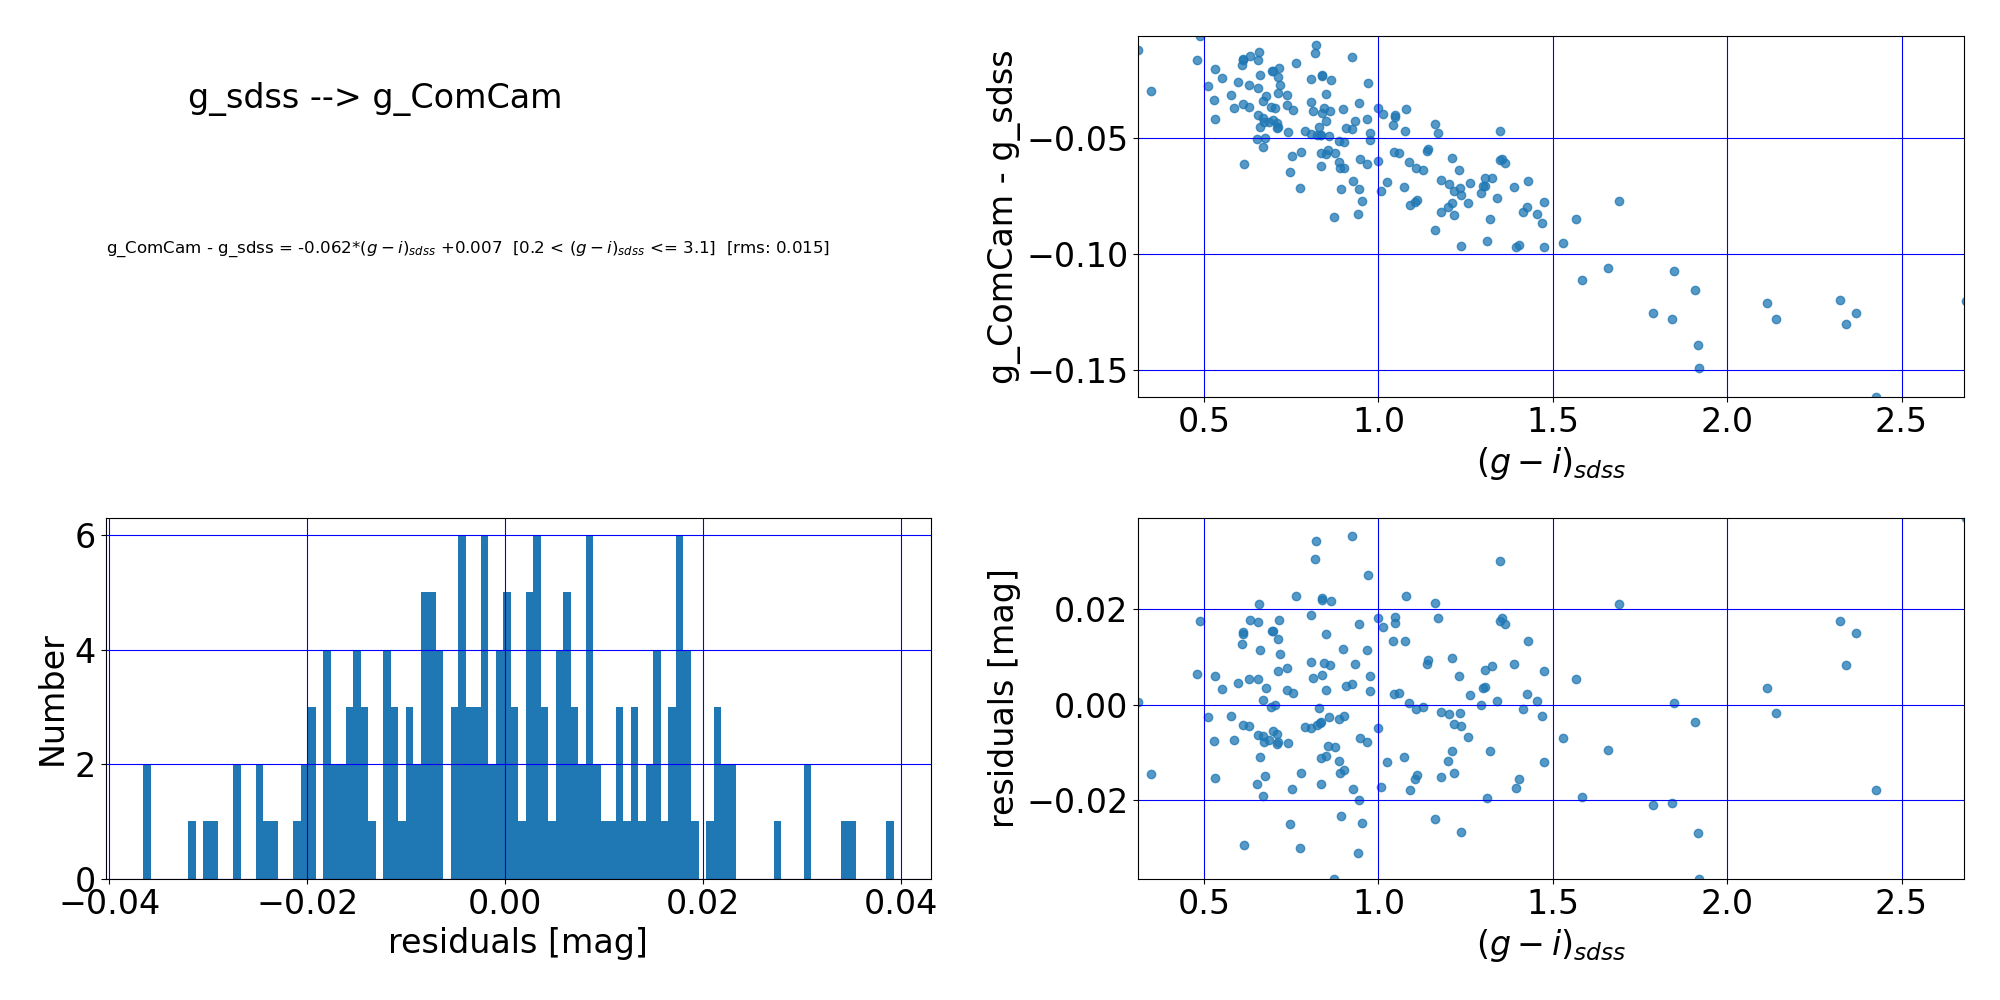 g_sdss --> g_ComCam
g_ComCam - g_sdss = -0.062*(g − i)sdss +0.007 [0.2 < (g − i)sdss <= 3.1] [rms: 0.015]
g_ComCam - g_sdss
−0.05
−0.10
−0.15
0.5 1.0 1.5 2.0 2.5
(g − i)sdss
Number
6
4
2
0
−0.04 −0.02 0.00 0.02 0.04
residuals [mag]
residuals [mag]
0.02
0.00
−0.02
0.5 1.0 1.5 2.0 2.5
(g − i)sdss